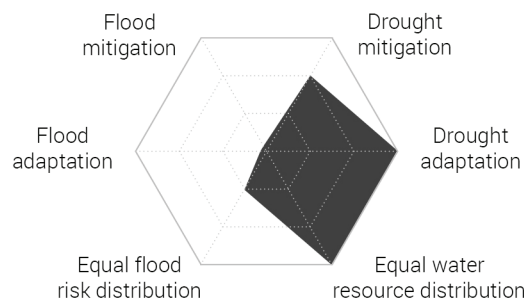 Flood
mitigation
Drought
mitigation
Flood
adaptation
Drought
adaptation
Equal flood
risk distribution
Equal water
resource distribution